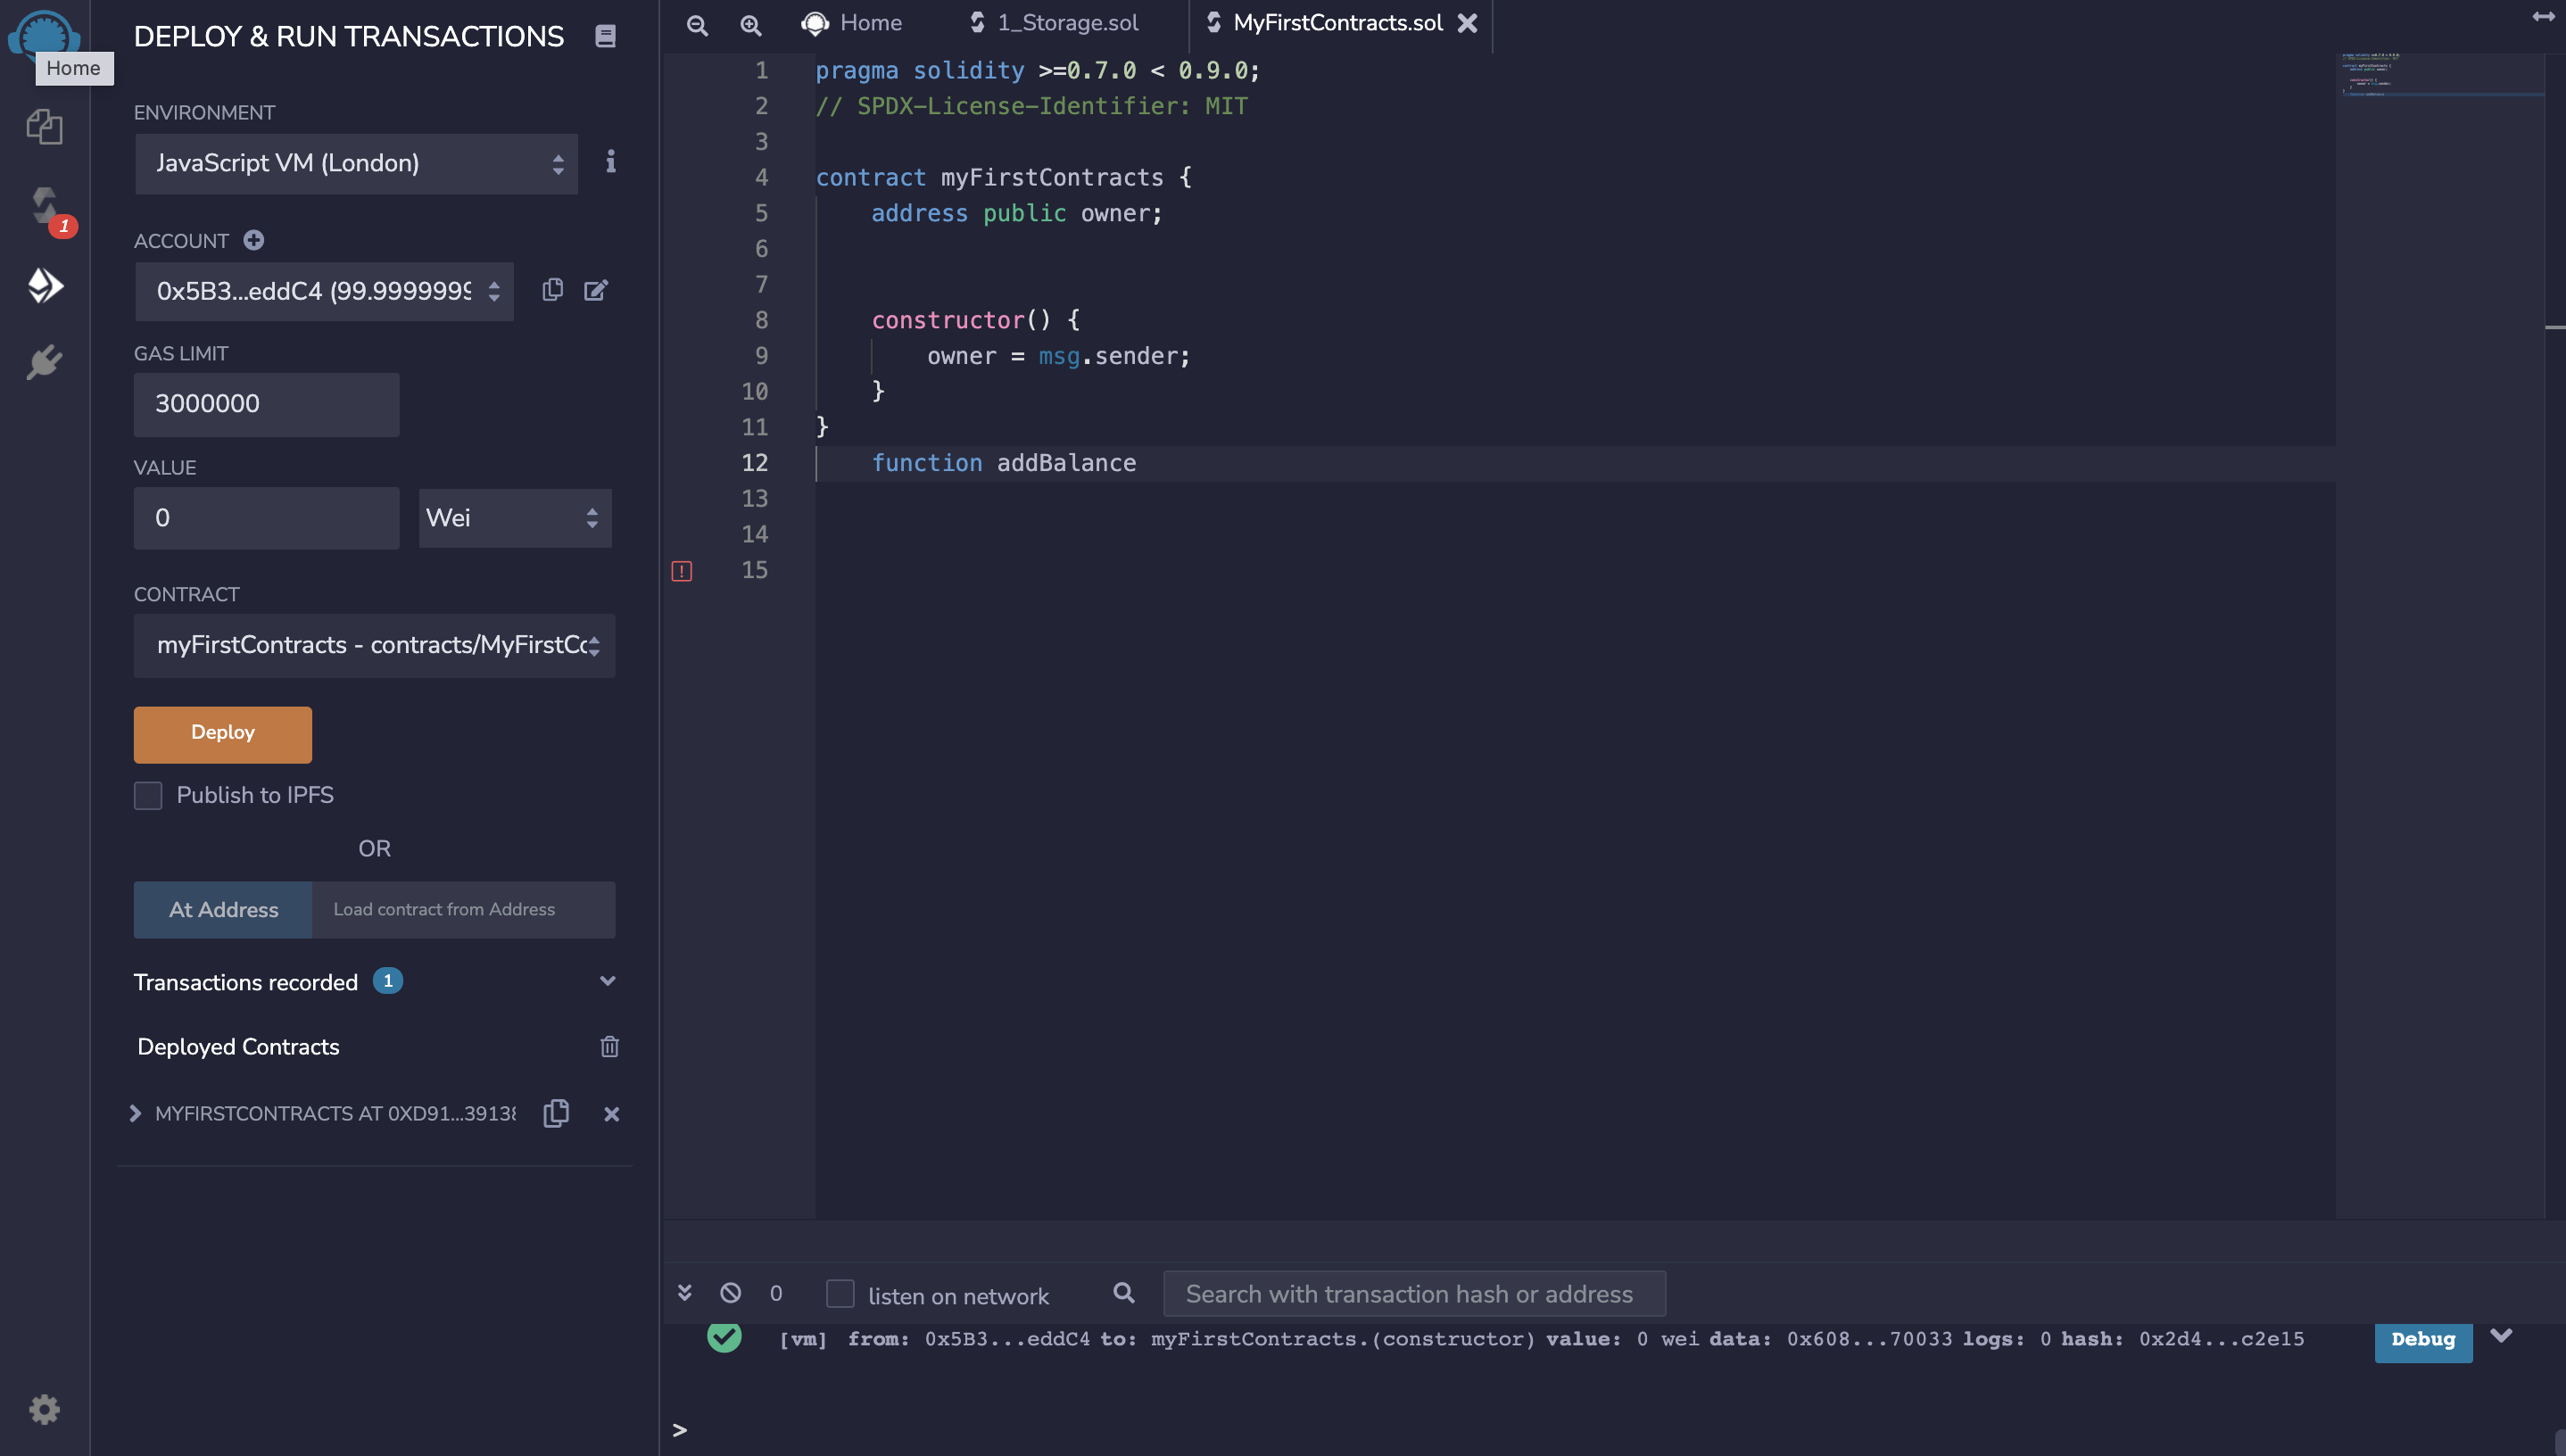 Home
DEPLOY & RUN TRANSACTIONS
ENVIRONMENT
JavaScript VM (London)
ACCOUNT
0x5B3...eddC4 (99.9999999
GAS LIMIT
3000000
VALUE
0
Wei
CONTRACT
myFirstContracts - contracts/MyFirstCo
Deploy
Publish to IPFS
OR
At Address
Load contract from Address
Transactions recorded 1
Deployed Contracts
MYFIRSTCONTRACTS AT 0XD91...39138
1
Home
1_Storage.sol
MyFirstContracts.sol
1 pragma solidity >=0.7.0 < 0.9.0;
2 // SPDX-License-Identifier: MIT
3
4 contract myFirstContracts {
5 address public owner;
6
7
8 constructor() {
9 owner = msg.sender;
10 }
11 }
12 function addBalance
13
14
15
0
listen on network
Search with transaction hash or address
[vm] from: 0x5B3...eddC4 to: myFirstContracts.(constructor) value: 0 wei data: 0x608...70033 logs: 0 hash: 0x2d4...c2e15
Debug
>